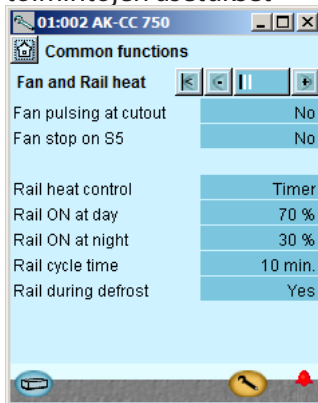 01:002 AK-CC 750
Common functions
Fan and Rail heat
Fan pulsing at cutout No
Fan stop on S5 No
Rail heat control Timer
Rail ON at day 70 %
Rail ON at night 30 %
Rail cycle time 10 min.
Rail during defrost Yes